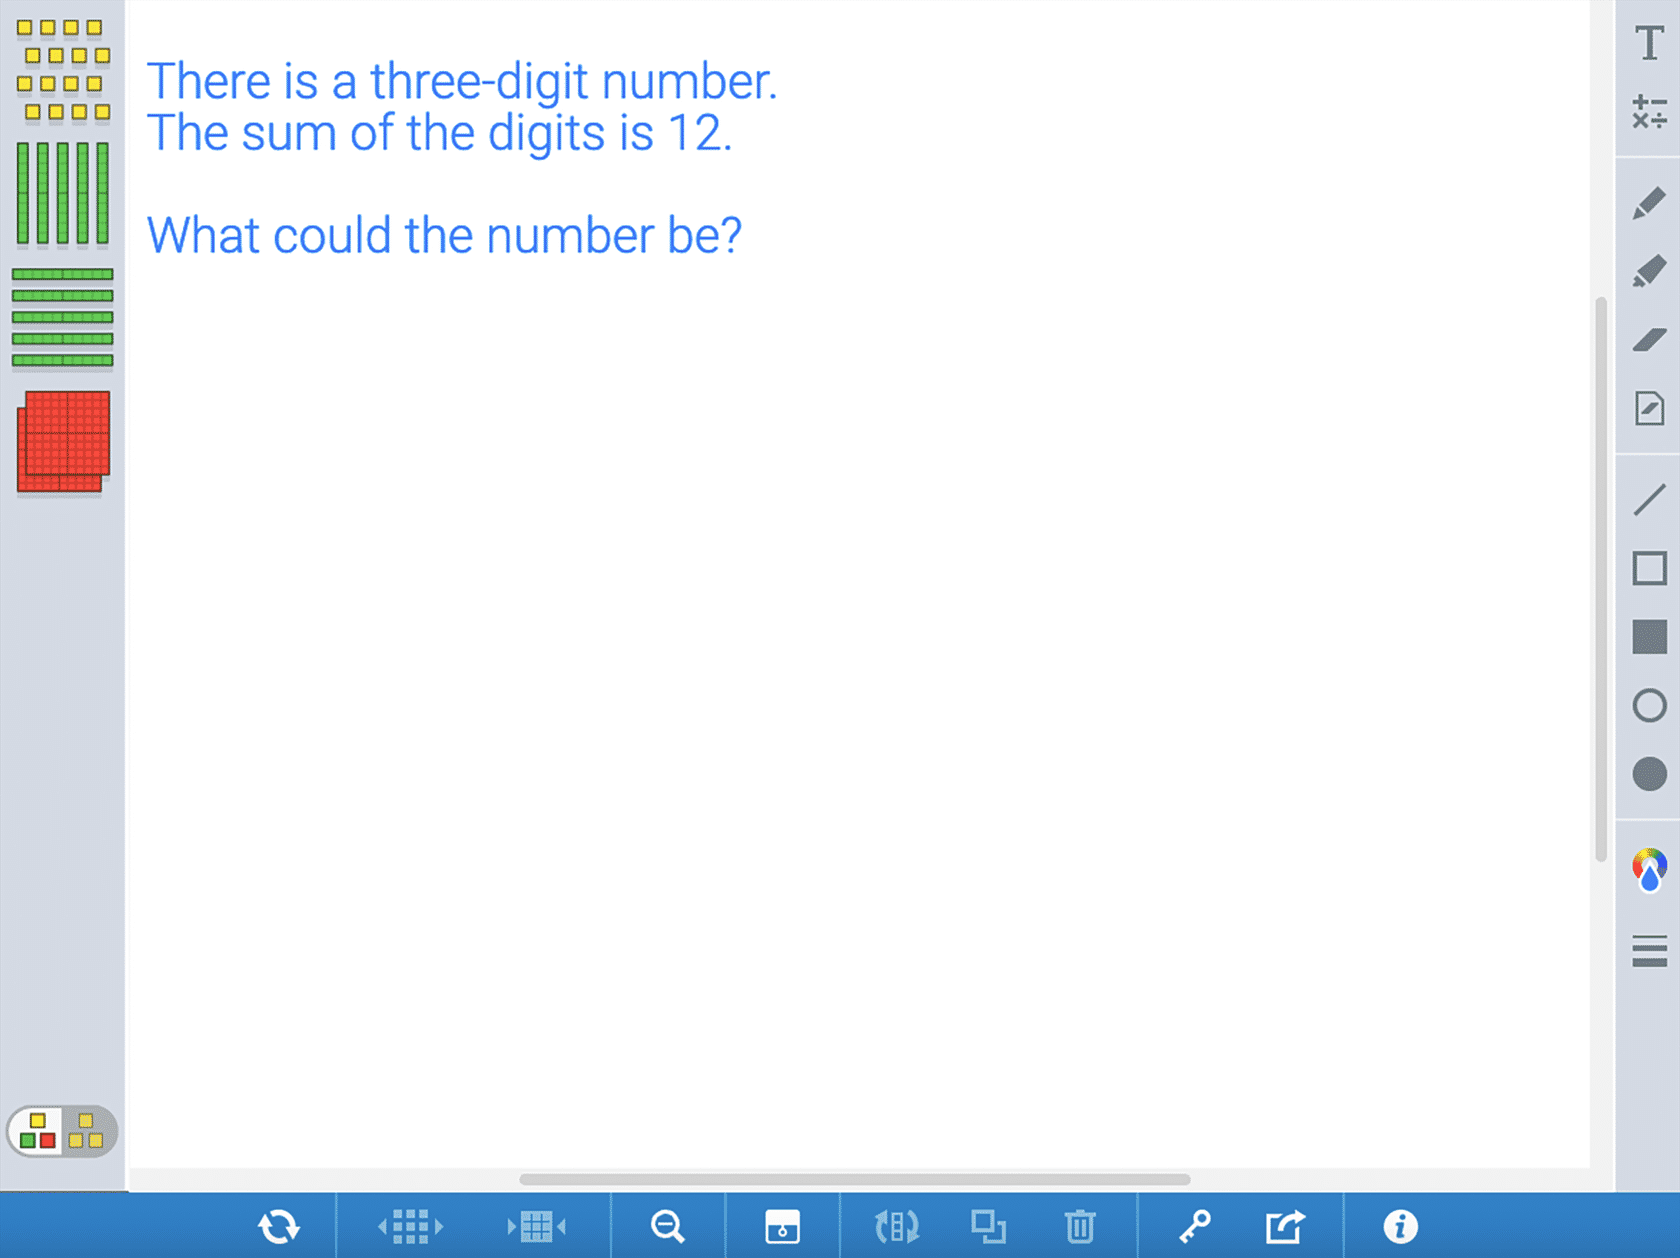 There is a three-digit number.
The sum of the digits is 12.
What could the number be?